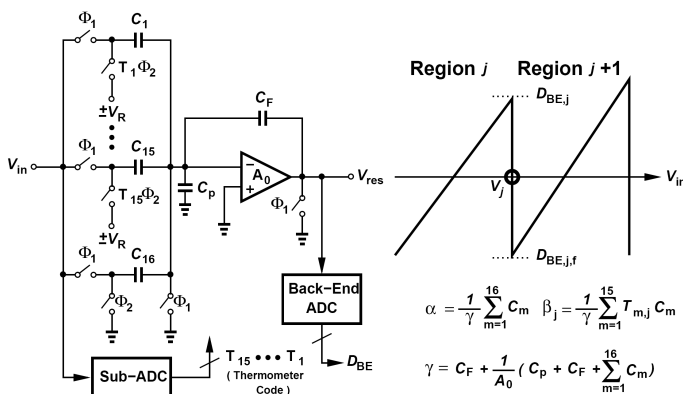 Φ1
C1
T1Φ2
±VR
Φ1
C15
T15Φ2
±VR
Φ1
C16
Φ2
Φ1
Vin
CF
Cp
−
+
A0
Φ1
Vres
Back−End
ADC
DBE
Sub−ADC
T15 ••• T1
( Thermometer
Code )
Region j
Region j+1
DBE,j
Vj
Vin
DBE,j,f
α = 1/γ ∑m=1^16 Cm βj = 1/γ ∑m=1^15 Tm,j Cm
γ = CF + 1/A0 ( Cp + CF + ∑m=1^16 Cm )